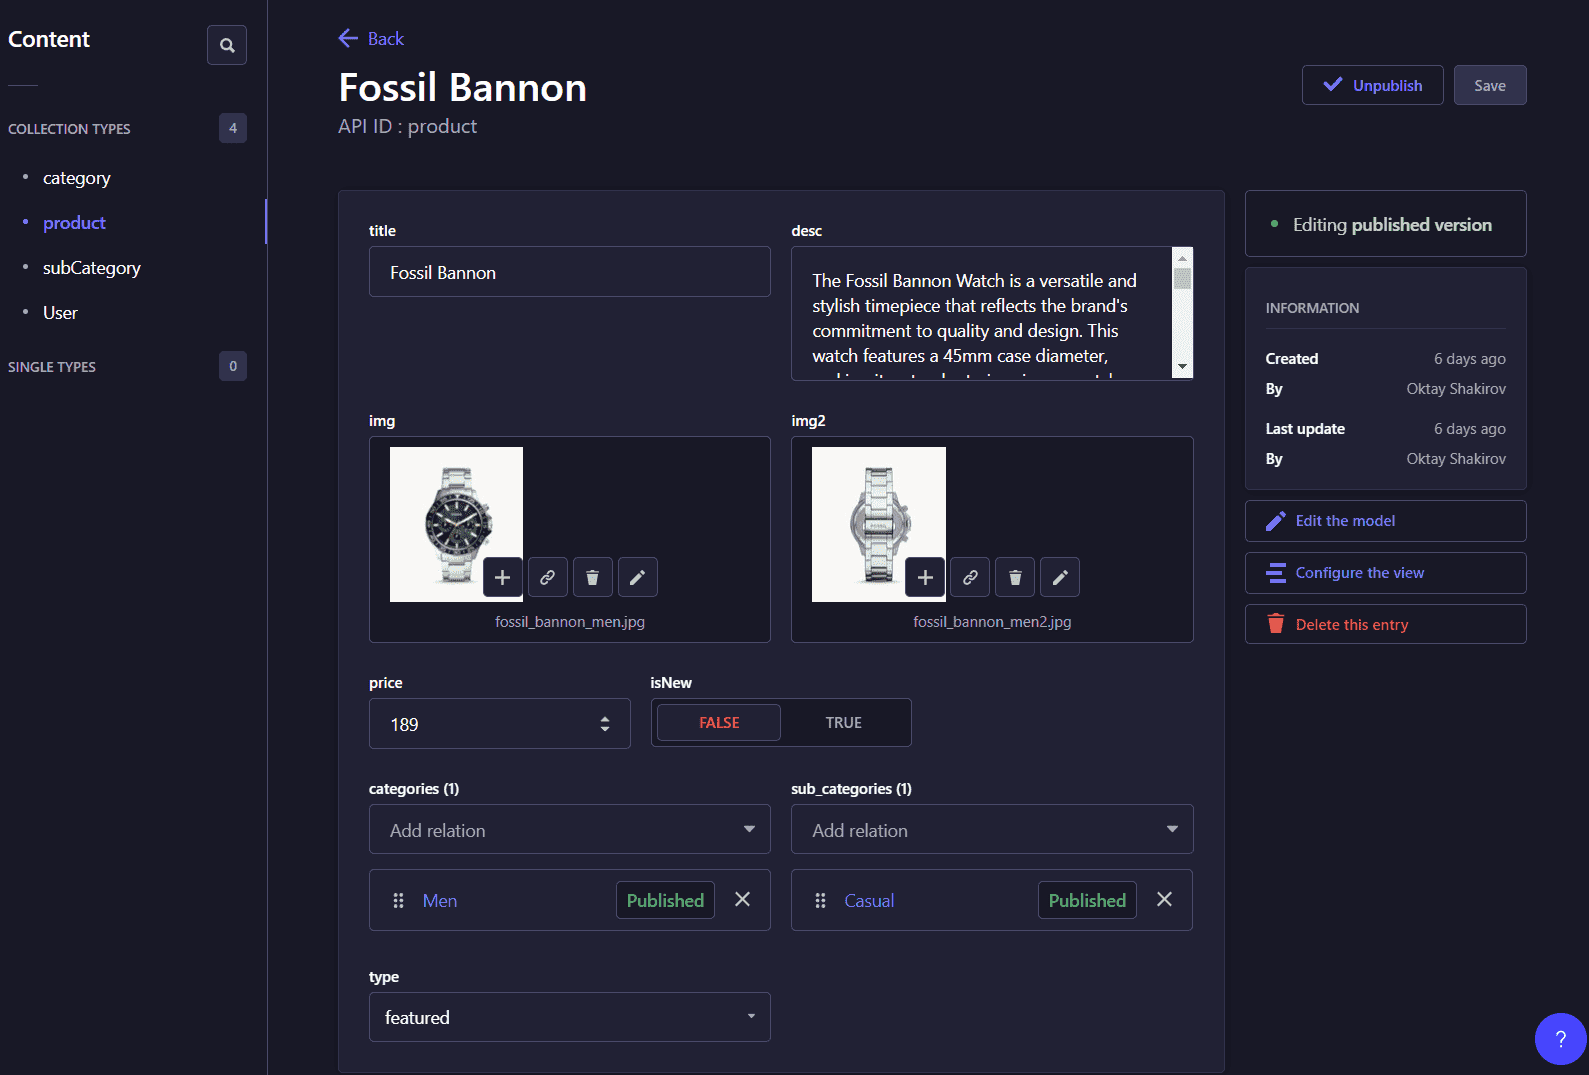 Content
COLLECTION TYPES
4
category
product
subCategory
User
SINGLE TYPES
0
Back
Fossil Bannon
API ID : product
Unpublish
Save
title
Fossil Bannon
desc
The Fossil Bannon Watch is a versatile and
stylish timepiece that reflects the brand's
commitment to quality and design. This
watch features a 45mm case diameter,
img
fossil_bannon_men.jpg
img2
fossil_bannon_men2.jpg
price
189
isNew
FALSE
TRUE
categories (1)
Add relation
Men
Published
sub_categories (1)
Add relation
Casual
Published
type
featured
Editing published version
INFORMATION
Created
6 days ago
By
Oktay Shakirov
Last update
6 days ago
By
Oktay Shakirov
Edit the model
Configure the view
Delete this entry
?